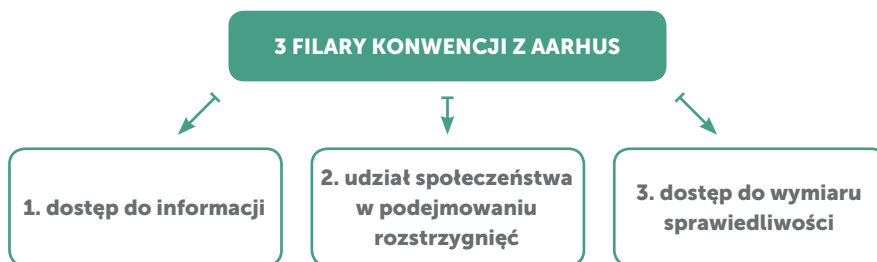 3 FILARY KONWENCJI Z AARHUS
1. dostęp do informacji
2. udział społeczeństwa
w podejmowaniu
rozstrzygnięć
3. dostęp do wymiaru
sprawiedliwości